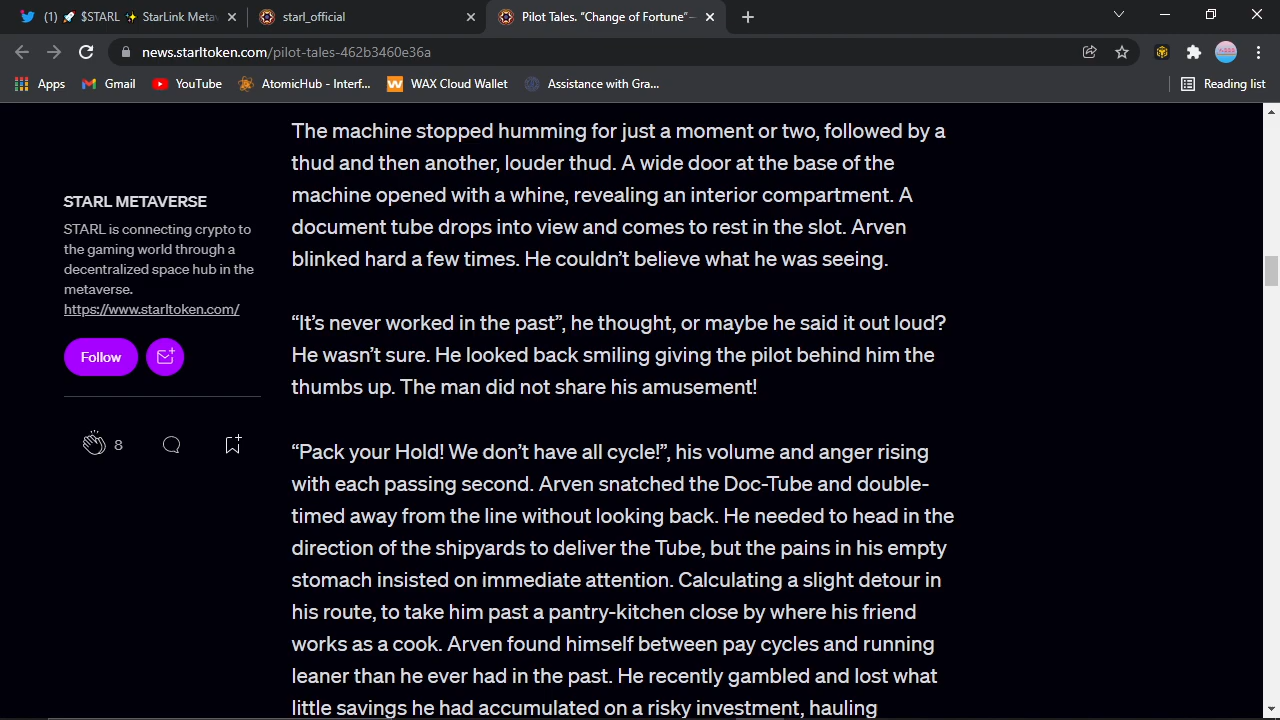 (1) 🚀 $STARL ✨ StarLink Metav
starl_official
Pilot Tales. “Change of Fortune” –
news.starltoken.com/pilot-tales-462b3460e36a
Apps
Gmail
YouTube
AtomicHub - Interf...
WAX Cloud Wallet
Assistance with Gra...
Reading list
STARL METAVERSE
STARL is connecting crypto to
the gaming world through a
decentralized space hub in the
metaverse.
https://www.starltoken.com/
Follow
8
The machine stopped humming for just a moment or two, followed by a
thud and then another, louder thud. A wide door at the base of the
machine opened with a whine, revealing an interior compartment. A
document tube drops into view and comes to rest in the slot. Arven
blinked hard a few times. He couldn’t believe what he was seeing.
“It’s never worked in the past”, he thought, or maybe he said it out loud?
He wasn’t sure. He looked back smiling giving the pilot behind him the
thumbs up. The man did not share his amusement!
“Pack your Hold! We don’t have all cycle!”, his volume and anger rising
with each passing second. Arven snatched the Doc-Tube and double-
timed away from the line without looking back. He needed to head in the
direction of the shipyards to deliver the Tube, but the pains in his empty
stomach insisted on immediate attention. Calculating a slight detour in
his route, to take him past a pantry-kitchen close by where his friend
works as a cook. Arven found himself between pay cycles and running
leaner than he ever had in the past. He recently gambled and lost what
little savings he had accumulated on a risky investment, hauling